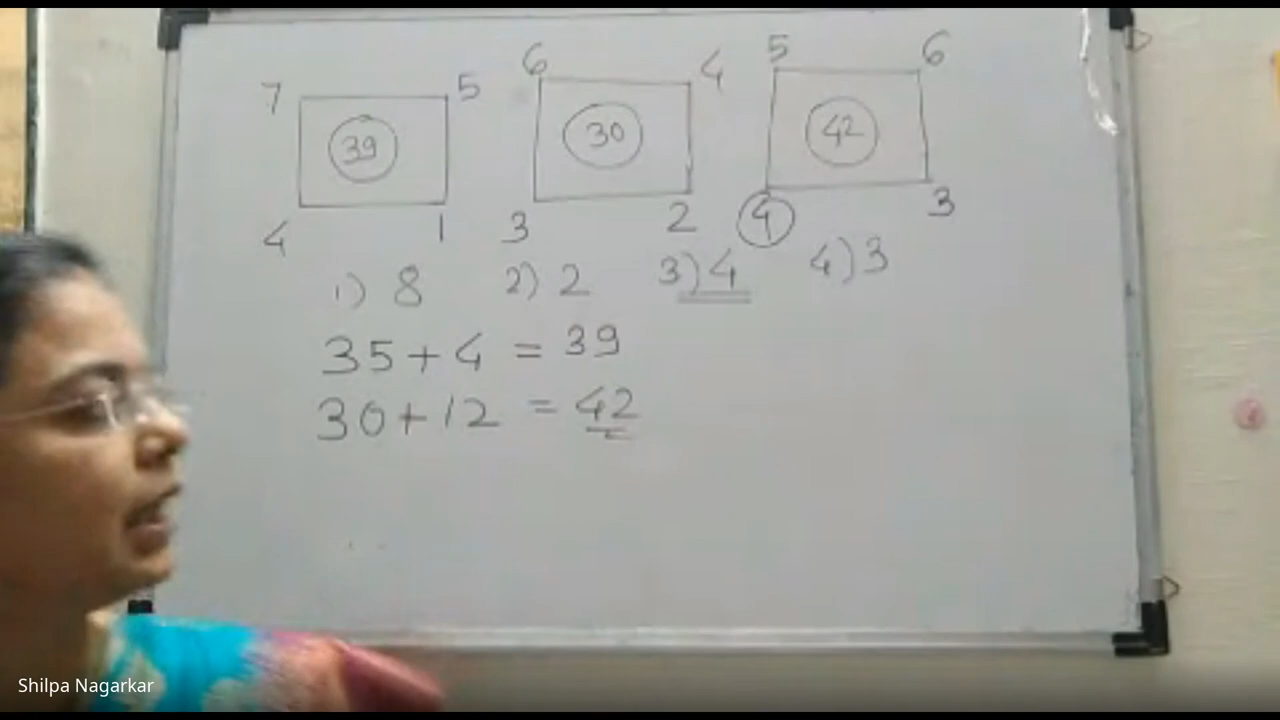 7 5 6 4 5 6
39 30 42
4 1 3 2 4 3
1) 8 2) 2 3) 4 4) 3
35 + 4 = 39
30 + 12 = 42
Shilpa Nagarkar